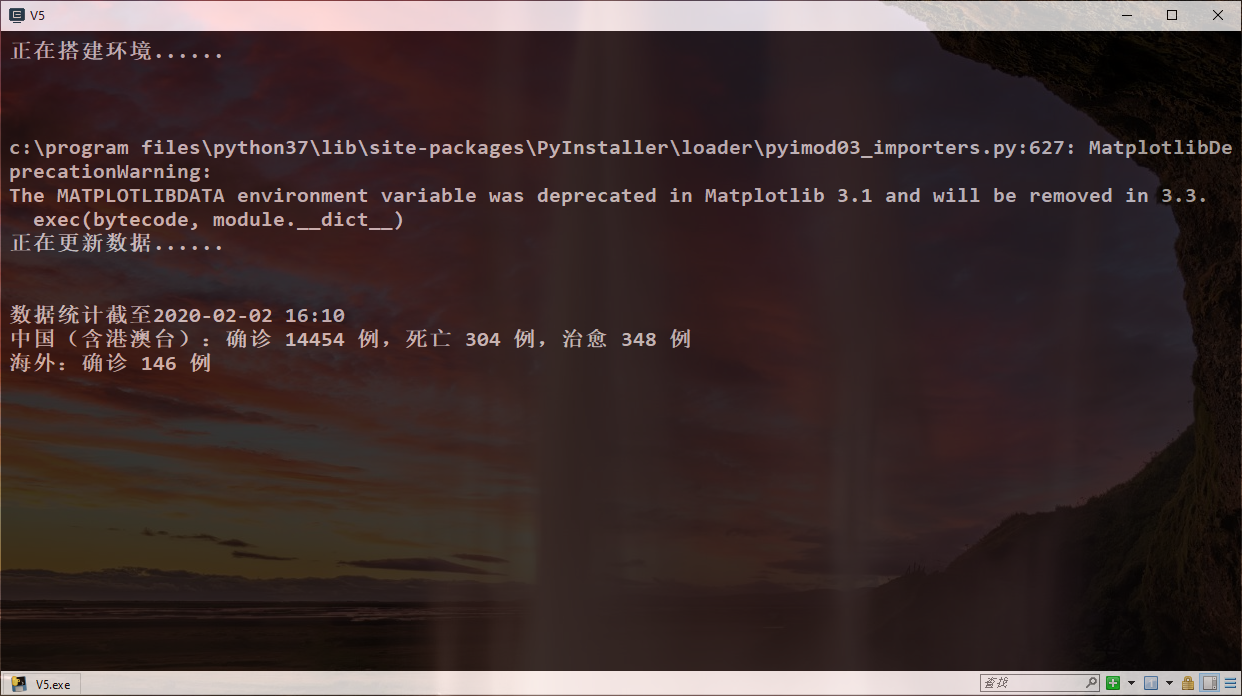 V5
正在搭建环境......
c:\program files\python37\lib\site-packages\PyInstaller\loader\pyimod03_importers.py:627: MatplotlibDe
precationWarning:
The MATPLOTLIBDATA environment variable was deprecated in Matplotlib 3.1 and will be removed in 3.3.
  exec(bytecode, module.__dict__)
正在更新数据......
数据统计截至2020-02-02 16:10
中国（含港澳台）：确诊 14454 例，死亡 304 例，治愈 348 例
海外：确诊 146 例
V5.exe
查找